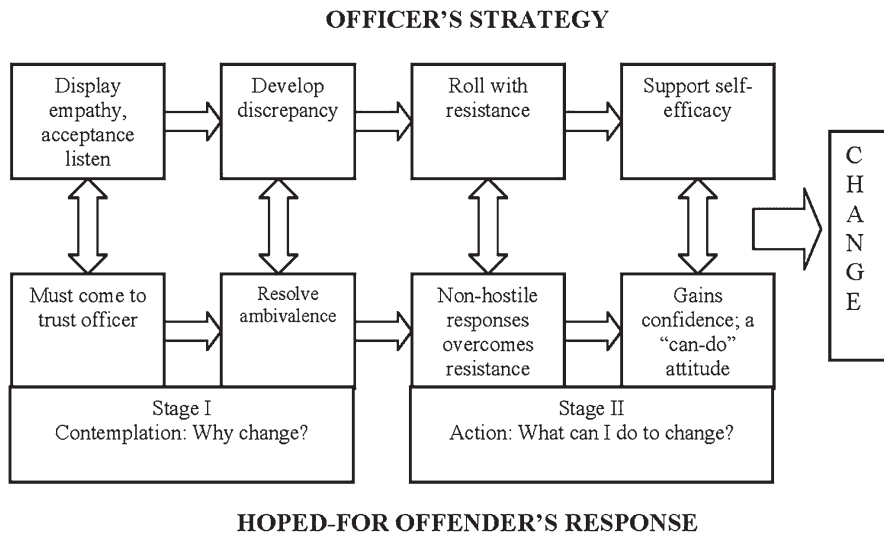 OFFICER'S STRATEGY
Display
empathy,
acceptance
listen
Develop
discrepancy
Roll with
resistance
Support self-
efficacy
C
H
A
N
G
E
Must come to
trust officer
Resolve
ambivalence
Non-hostile
responses
overcomes
resistance
Gains
confidence; a
“can-do”
attitude
Stage I
Contemplation: Why change?
Stage II
Action: What can I do to change?
HOPED-FOR OFFENDER'S RESPONSE